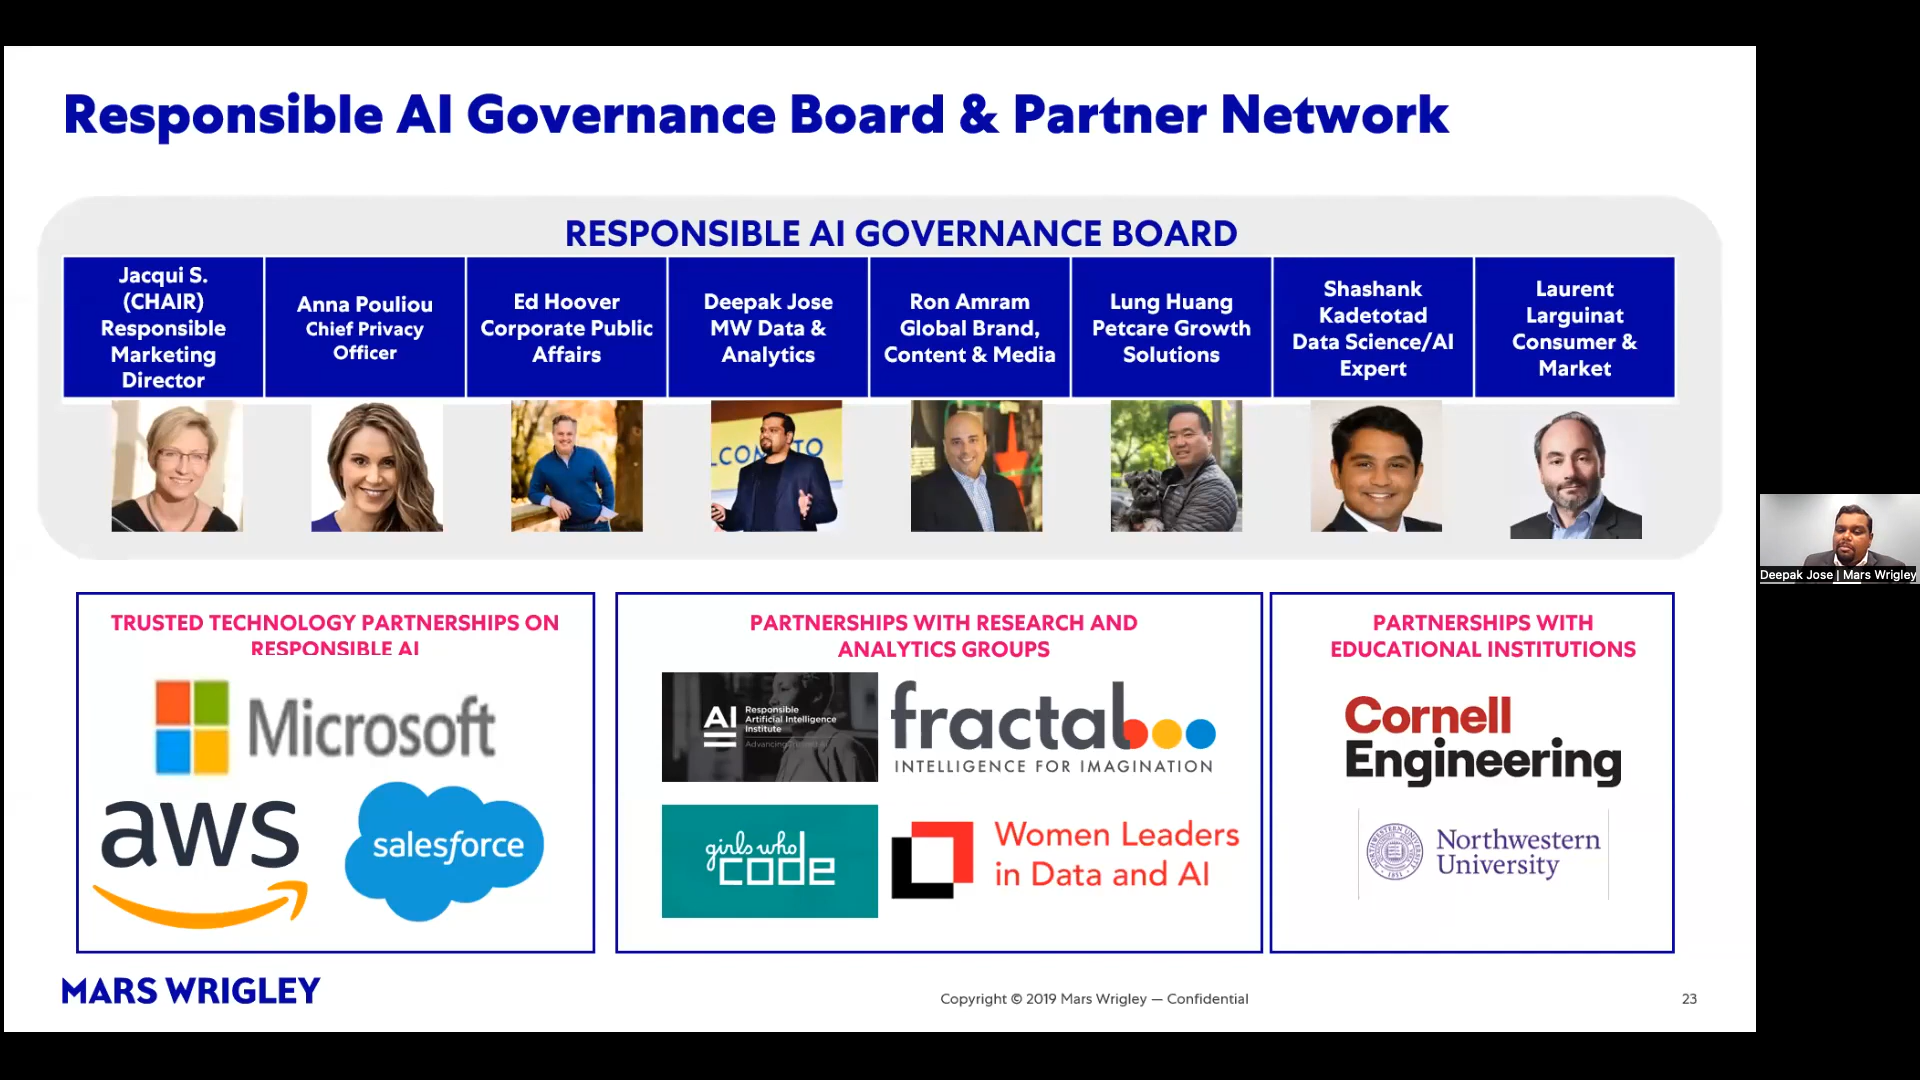 Responsible AI Governance Board & Partner Network
RESPONSIBLE AI GOVERNANCE BOARD
Jacqui S.
(CHAIR)
Responsible
Marketing
Director
Anna Pouliou
Chief Privacy
Officer
Ed Hoover
Corporate Public
Affairs
Deepak Jose
MW Data &
Analytics
Ron Amram
Global Brand,
Content & Media
Lung Huang
Petcare Growth
Solutions
Shashank
Kadetotad
Data Science/AI
Expert
Laurent
Larguinat
Consumer &
Market
LCOME TO
Deepak Jose | Mars Wrigley
TRUSTED TECHNOLOGY PARTNERSHIPS ON
RESPONSIBLE AI
Microsoft
aws
salesforce
PARTNERSHIPS WITH RESEARCH AND
ANALYTICS GROUPS
AI
Responsible
Artificial Intelligence
Institute
fractal
INTELLIGENCE FOR IMAGINATION
girls who
code
Women Leaders
in Data and AI
PARTNERSHIPS WITH
EDUCATIONAL INSTITUTIONS
Cornell
Engineering
Northwestern
University
MARS WRIGLEY
Copyright © 2019 Mars Wrigley — Confidential
23